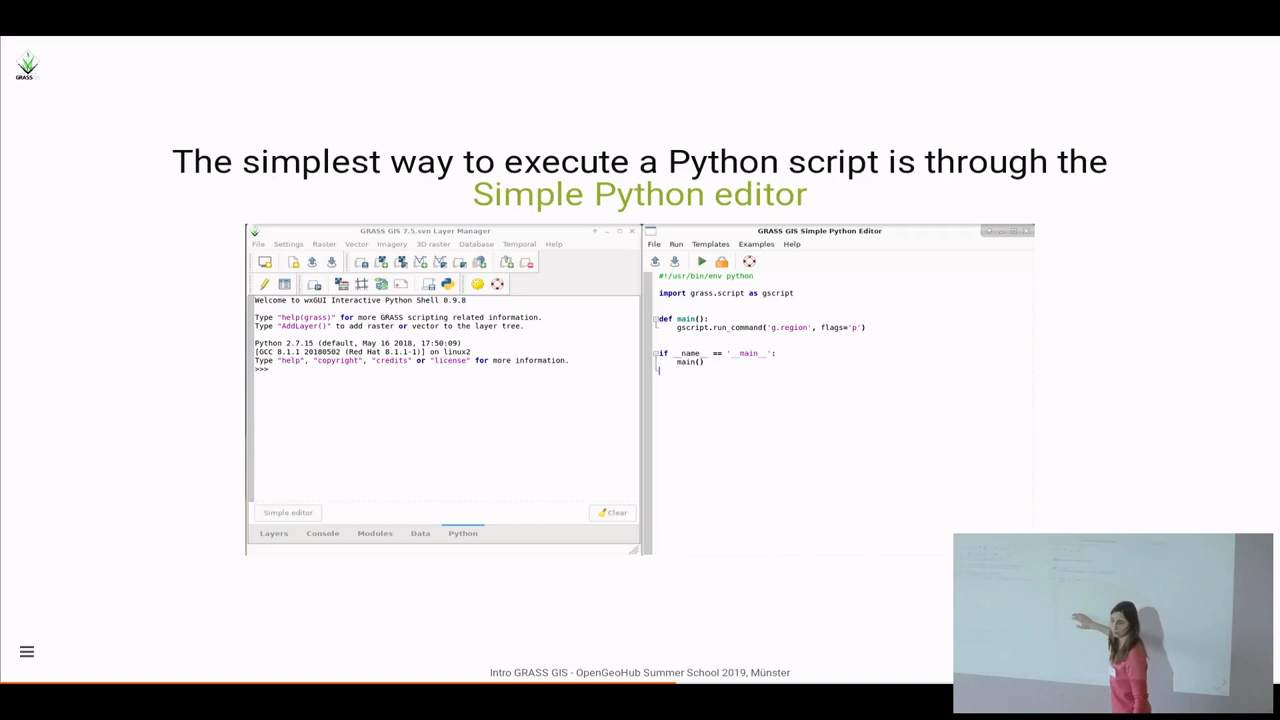 GRASS GIS
The simplest way to execute a Python script is through the
Simple Python editor
GRASS GIS 7.5.svn Layer Manager
File Settings Raster Vector Imagery 3D raster Database Temporal Help
Welcome to wxGUI Interactive Python Shell 0.9.8
Type "help(grass)" for more GRASS scripting related information.
Type "AddLayer()" to add raster or vector to the layer tree.
Python 2.7.15 (default, May 16 2018, 17:50:09)
[GCC 8.1.1 20180502 (Red Hat 8.1.1-1)] on linux2
Type "help", "copyright", "credits" or "license" for more information.
>>>
Simple editor
Clear
Layers Console Modules Data Python
GRASS GIS Simple Python Editor
File Run Templates Examples Help
#!/usr/bin/env python
import grass.script as gscript
def main():
gscript.run_command('g.region', flags='p')
if __name__ == '__main__':
main()
Intro GRASS GIS - OpenGeoHub Summer School 2019, Münster